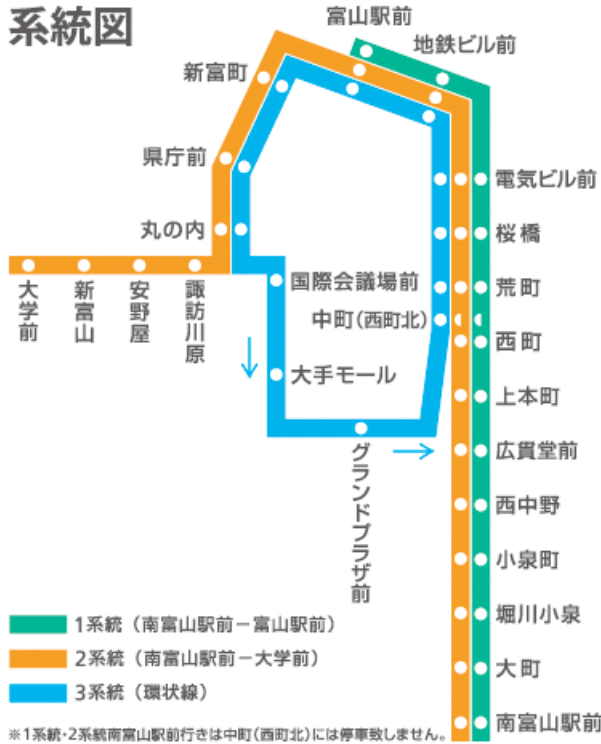 系統図
富山駅前
地鉄ビル前
新富町
県庁前
丸の内
大学前
新富山
安野屋
諏訪川原
国際会議場前
中町(西町北)
大手モール
グランドプラザ前
電気ビル前
桜橋
荒町
西町
上本町
広貫堂前
西中野
小泉町
堀川小泉
大町
南富山駅前
1系統(南富山駅前−富山駅前)
2系統(南富山駅前−大学前)
3系統(環状線)
※1系統・2系統南富山駅前行きは中町(西町北)には停車致しません。